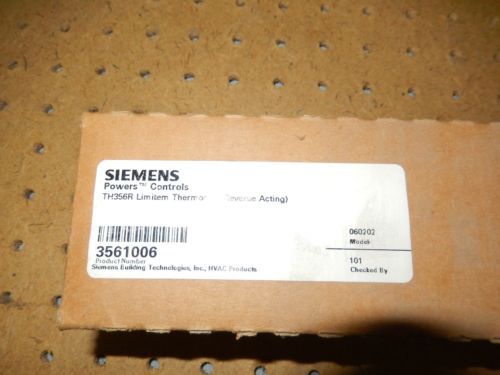 SIEMENS
Powers™ Controls
TH356R Limitem Acting)
060202
Model
3561006
Product Number
101
Siemens Building Technologies, Inc., HVAC Products
Checked By